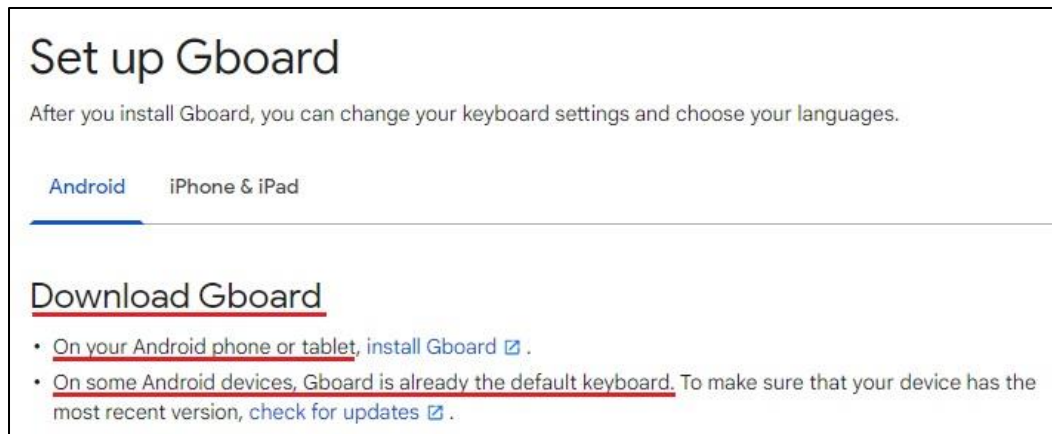 Set up Gboard
After you install Gboard, you can change your keyboard settings and choose your languages.
Android iPhone & iPad
Download Gboard
• On your Android phone or tablet, install Gboard .
• On some Android devices, Gboard is already the default keyboard. To make sure that your device has the
most recent version, check for updates .